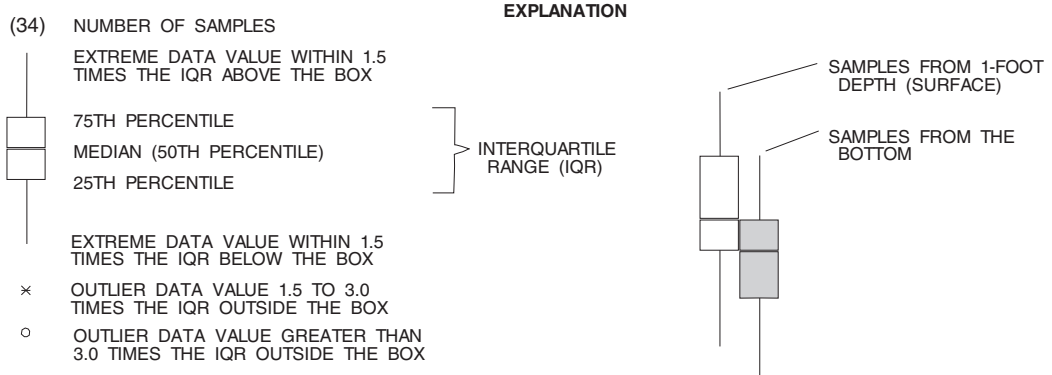 EXPLANATION
(34) NUMBER OF SAMPLES
EXTREME DATA VALUE WITHIN 1.5
TIMES THE IQR ABOVE THE BOX
75TH PERCENTILE
MEDIAN (50TH PERCENTILE)
25TH PERCENTILE
INTERQUARTILE
RANGE (IQR)
EXTREME DATA VALUE WITHIN 1.5
TIMES THE IQR BELOW THE BOX
OUTLIER DATA VALUE 1.5 TO 3.0
TIMES THE IQR OUTSIDE THE BOX
OUTLIER DATA VALUE GREATER THAN
3.0 TIMES THE IQR OUTSIDE THE BOX
SAMPLES FROM 1-FOOT
DEPTH (SURFACE)
SAMPLES FROM THE
BOTTOM